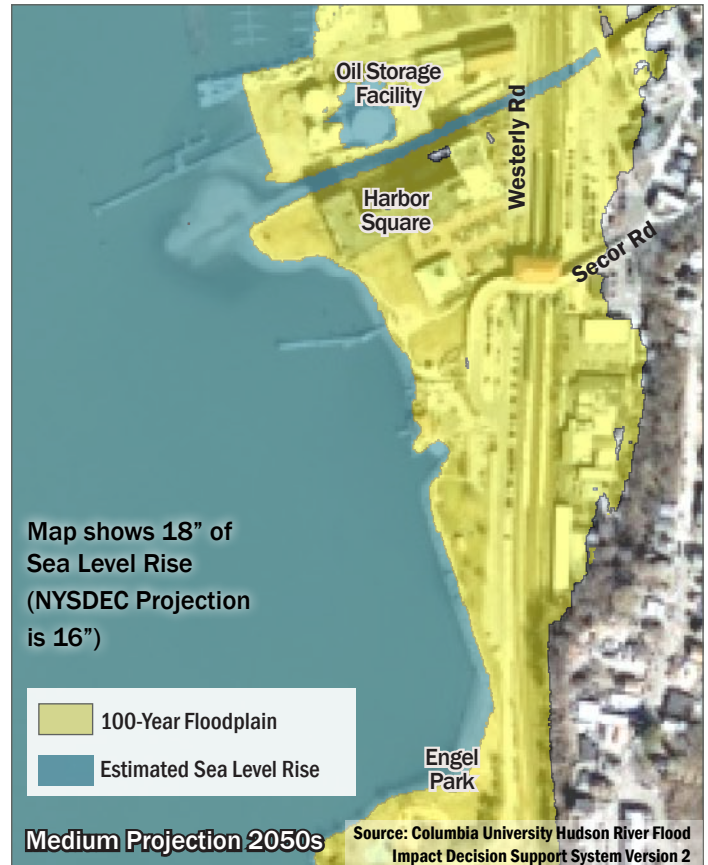 Oil Storage
Facility
Westerly Rd
Harbor
Square
Secor Rd
Map shows 18” of
Sea Level Rise
(NYSDEC Projection
is 16”)
100-Year Floodplain
Estimated Sea Level Rise
Engel
Park
Medium Projection 2050s
Source: Columbia University Hudson River Flood
Impact Decision Support System Version 2